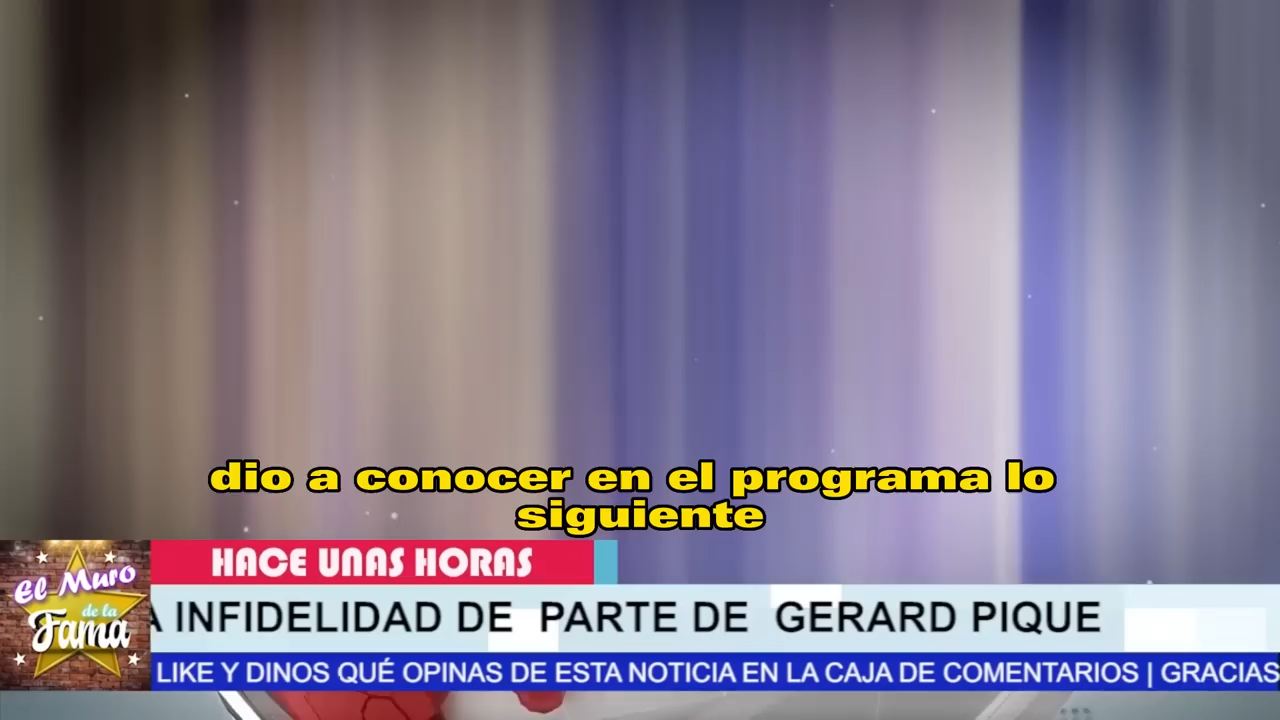 dio a conocer en el programa lo
siguiente
HACE UNAS HORAS
El Muro
de la
Fama
A INFIDELIDAD DE PARTE DE GERARD PIQUE
LIKE Y DINOS QUÉ OPINAS DE ESTA NOTICIA EN LA CAJA DE COMENTARIOS | GRACIAS